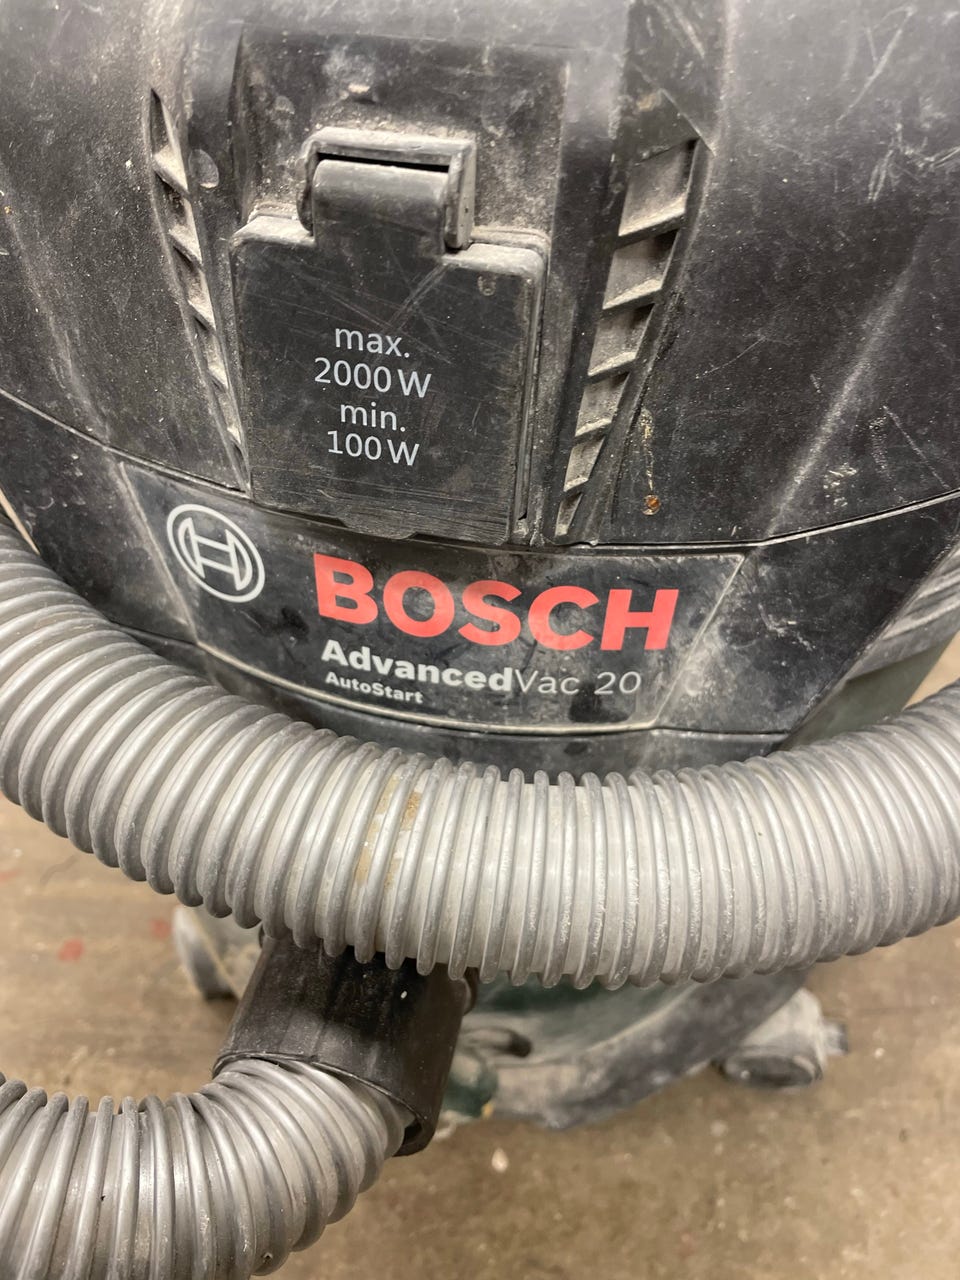 max.
2000 W
min.
100 W
BOSCH
AdvancedVac 20
AutoStart